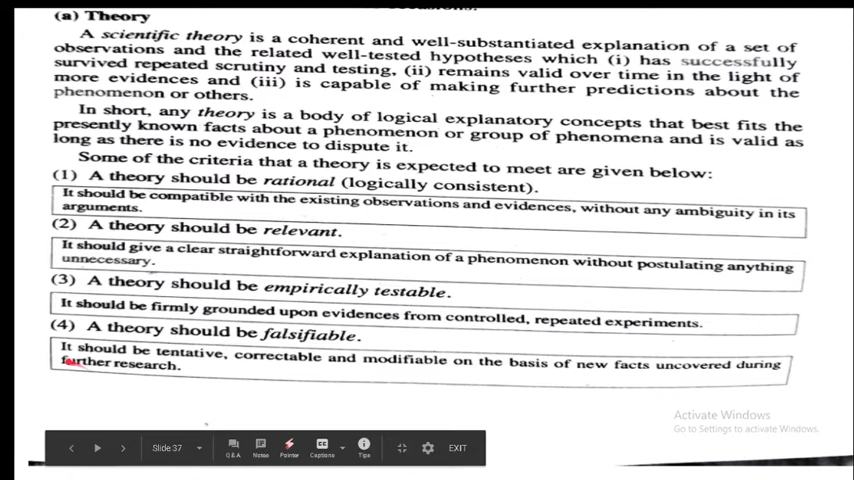 (a) Theory
A scientific theory is a coherent and well-substantiated explanation of a set of
observations and the related well-tested hypotheses which (i) has successfully
survived repeated scrutiny and testing, (ii) remains valid over time in the light of
more evidences and (iii) is capable of making further predictions about the
phenomenon or others.
In short, any theory is a body of logical explanatory concepts that best fits the
presently known facts about a phenomenon or group of phenomena and is valid as
long as there is no evidence to dispute it.
Some of the criteria that a theory is expected to meet are given below:
(1) A theory should be rational (logically consistent).
It should be compatible with the existing observations and evidences, without any ambiguity in its
arguments.
(2) A theory should be relevant.
It should give a clear straightforward explanation of a phenomenon without postulating anything
unnecessary.
(3) A theory should be empirically testable.
It should be firmly grounded upon evidences from controlled, repeated experiments.
(4) A theory should be falsifiable.
It should be tentative, correctable and modifiable on the basis of new facts uncovered during
further research.
Activate Windows
Go to Settings to activate Windows.
Slide 37
Q & A
Notes
Pointer
Captions
Tips
EXIT